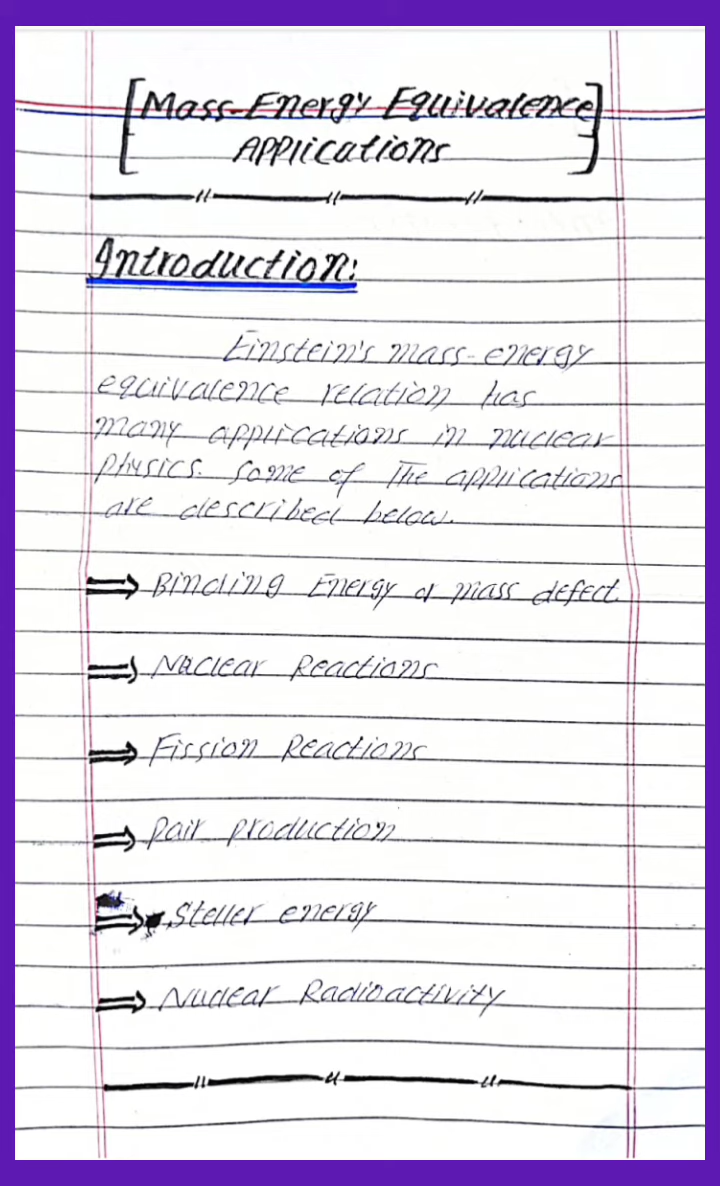 [Mass-Energy Equivalence
Applications]
Introduction:
Einstein's mass-energy
equivalence relation has
many applications in nuclear
physics. Some of The applications
are described below.
⇒ Binding Energy or mass defect.
⇒ Nuclear Reactions
⇒ Fission Reactions
⇒ Pair production
⇒ Steller energy
⇒ Nuclear Radioactivity